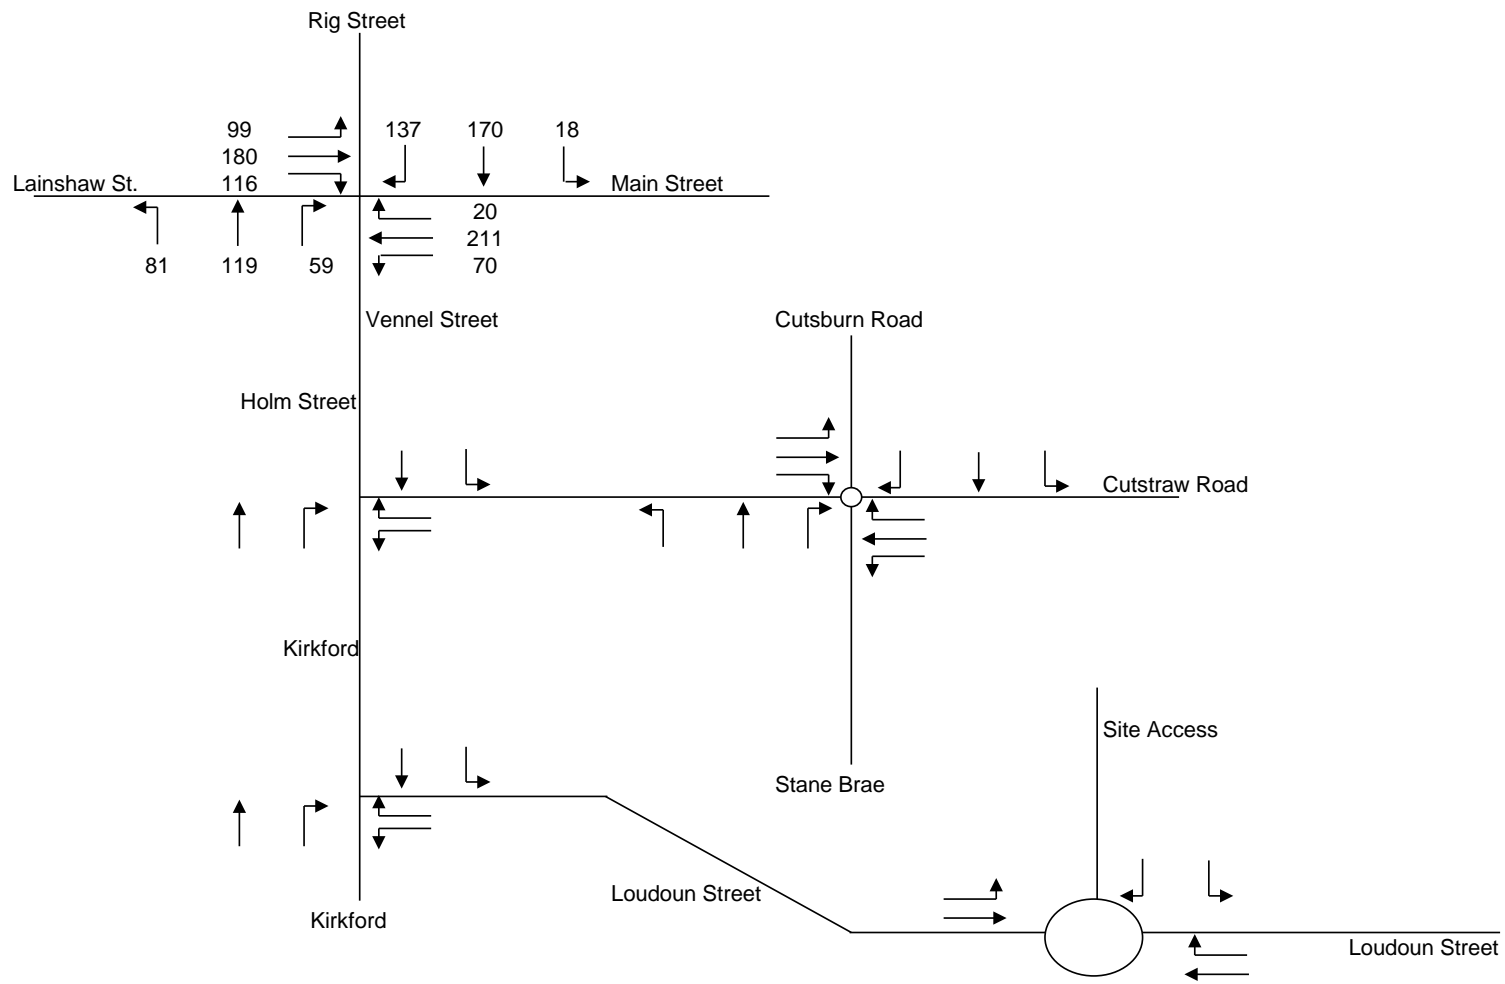 Rig Street
99
137
170
18
180
Lainshaw St.
116
Main Street
20
211
81
119
59
70
Vennel Street
Cutsburn Road
Holm Street
Cutstraw Road
Kirkford
Site Access
Stane Brae
Loudoun Street
Kirkford
Loudoun Street